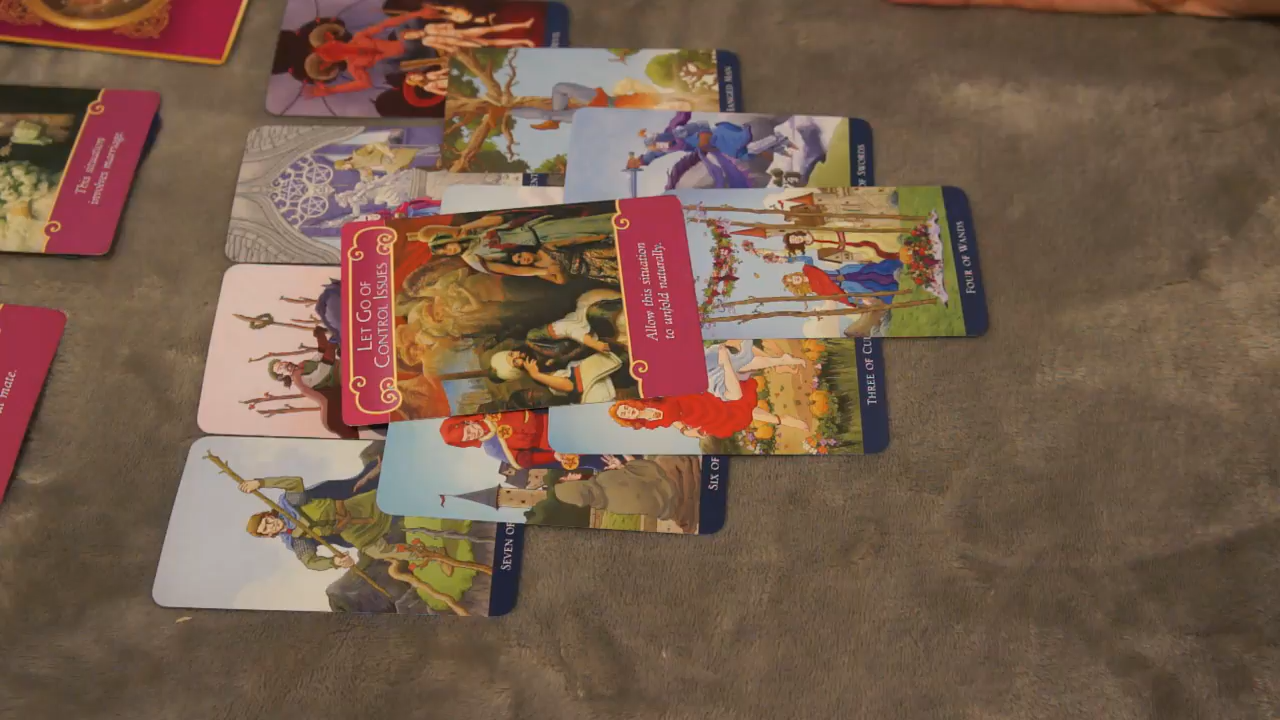 This situation
involves marriage.
mate.
LET GO OF
CONTROL ISSUES
Allow this situation
to unfold naturally.
HANGED MAN
OF SWORDS
FOUR OF WANDS
THREE OF
SIX OF
SEVEN OF